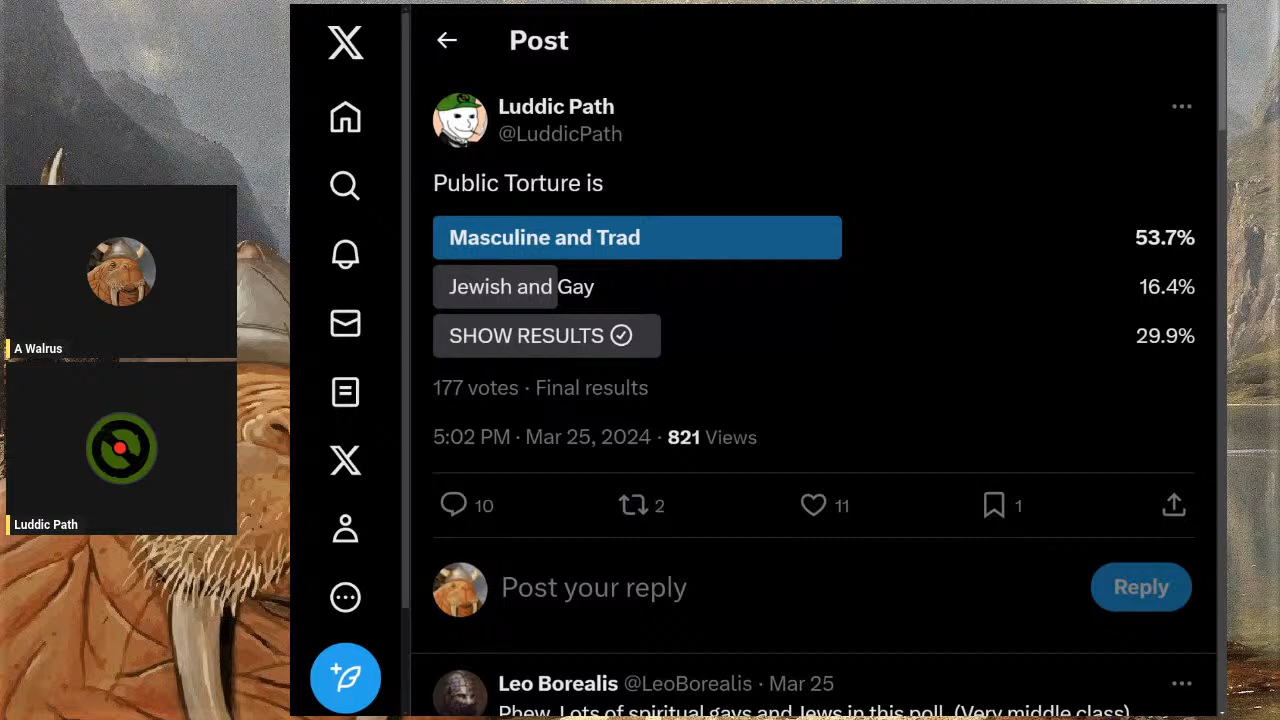 Post
Luddic Path
@LuddicPath
Public Torture is
Masculine and Trad 53.7%
Jewish and Gay 16.4%
SHOW RESULTS 29.9%
177 votes · Final results
5:02 PM · Mar 25, 2024 · 821 Views
10 2 11 1
Post your reply Reply
Leo Borealis @LeoBorealis · Mar 25
Phew. Lots of spiritual gays and Jews in this poll. (Very middle class)
A Walrus
Luddic Path